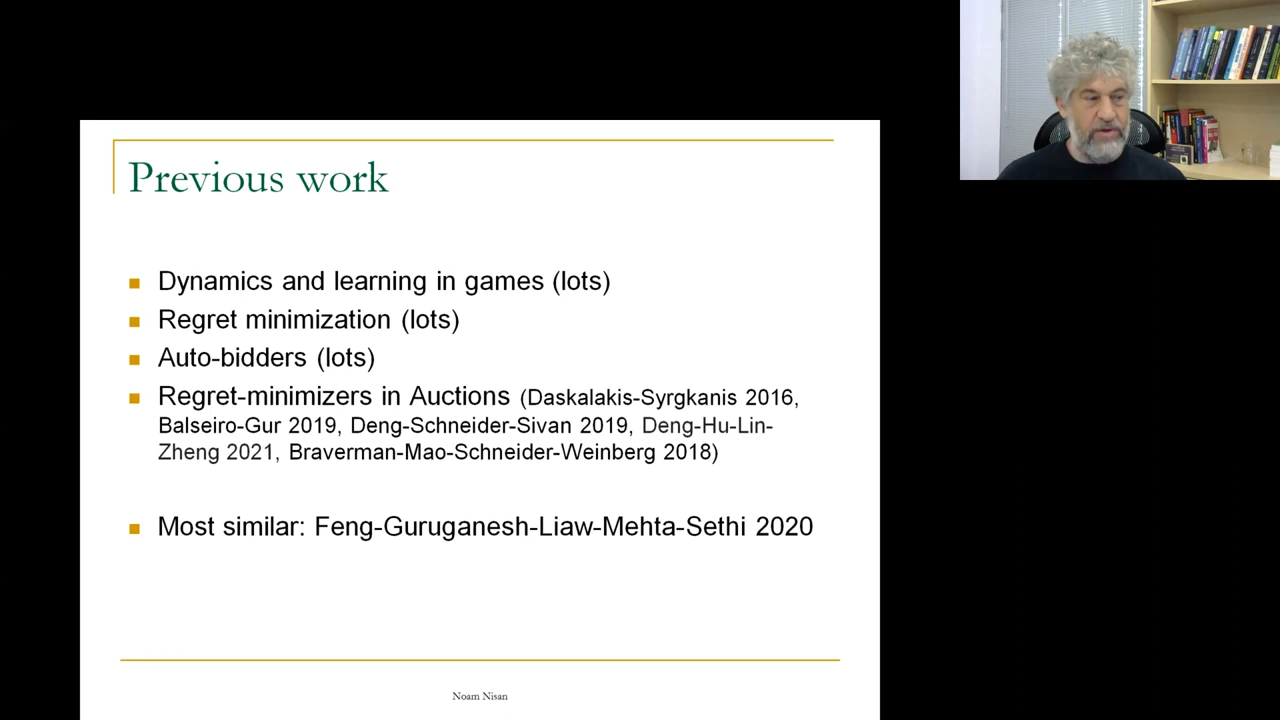 Previous work
Dynamics and learning in games (lots)
Regret minimization (lots)
Auto-bidders (lots)
Regret-minimizers in Auctions (Daskalakis-Syrgkanis 2016,
Balseiro-Gur 2019, Deng-Schneider-Sivan 2019, Deng-Hu-Lin-
Zheng 2021, Braverman-Mao-Schneider-Weinberg 2018)
Most similar: Feng-Guruganesh-Liaw-Mehta-Sethi 2020
Noam Nisan